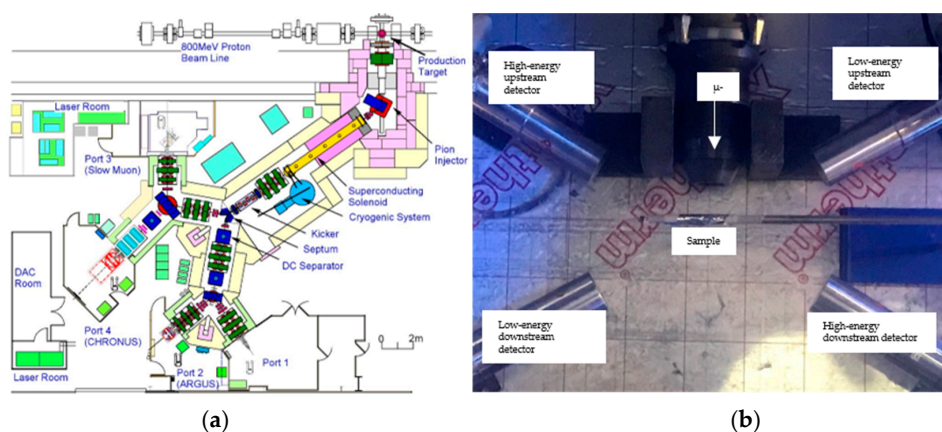 800MeV Proton
Beam Line
Production
Target
Laser Room
Port 3
(Slow Muon)
Pion
Injector
Superconducting
Solenoid
Cryogenic System
Kicker
Septum
DC Separator
DAC
Room
Port 4
(CHRONUS)
Port 1
Port 2
(ARGUS)
0 2m
Laser Room
(a)
High-energy
upstream
detector
μ-
Low-energy
upstream
detector
Sample
Low-energy
downstream
detector
High-energy
downstream detector
(b)